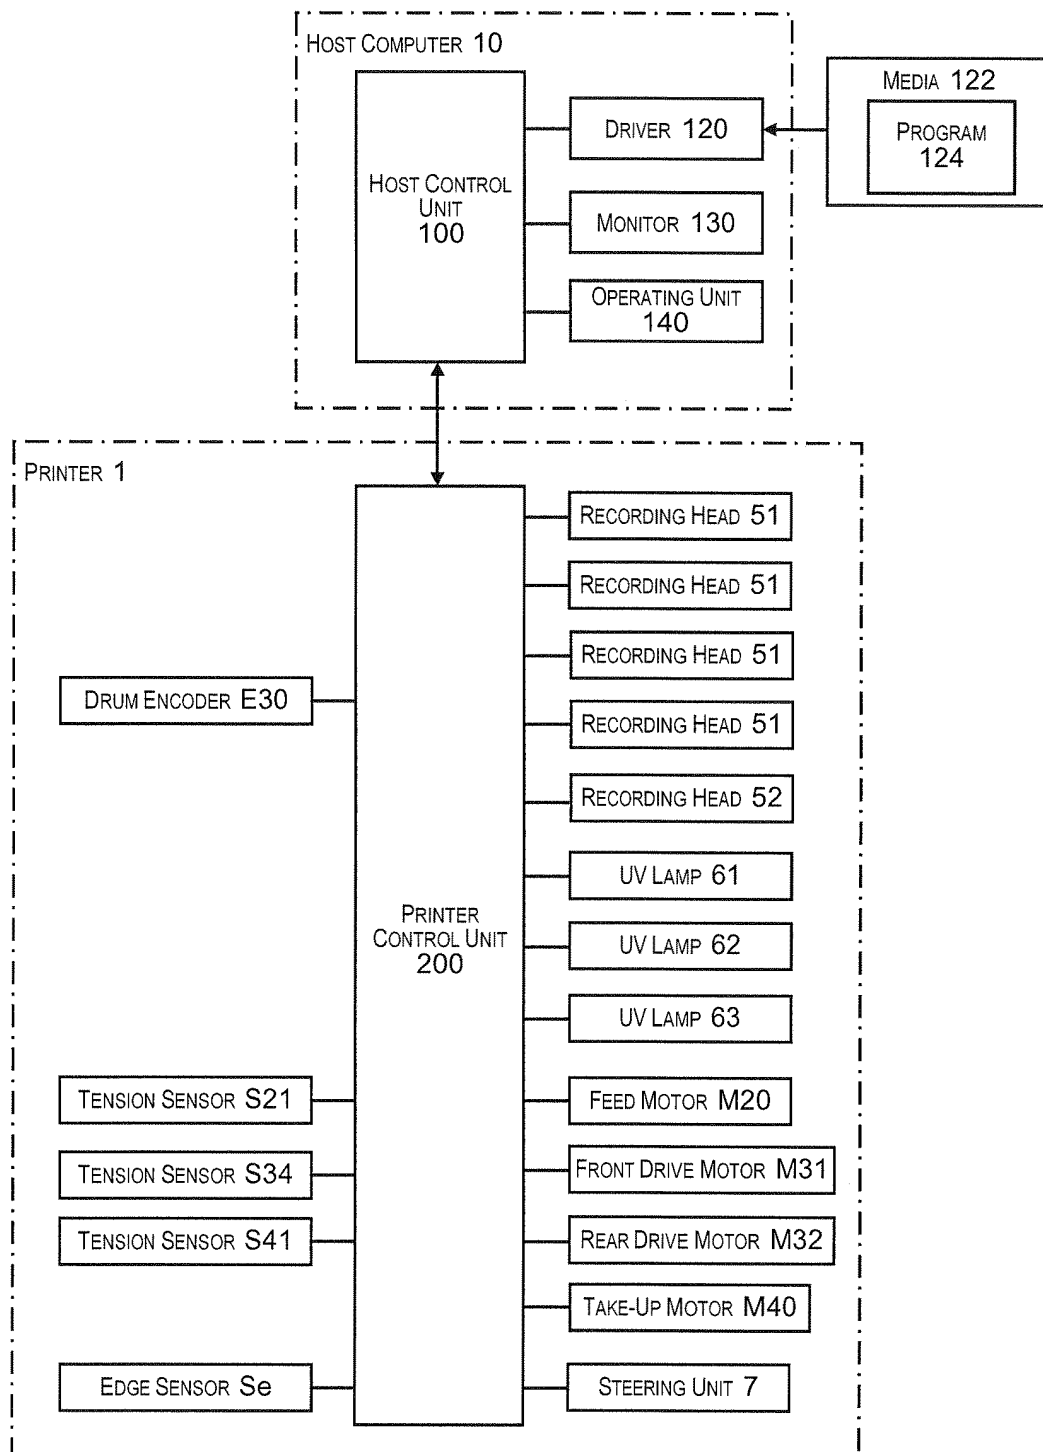 HOST COMPUTER 10
HOST CONTROL
UNIT
100
DRIVER 120
MONITOR 130
OPERATING UNIT
140
MEDIA 122
PROGRAM
124
PRINTER 1
PRINTER
CONTROL UNIT
200
RECORDING HEAD 51
RECORDING HEAD 51
RECORDING HEAD 51
RECORDING HEAD 51
RECORDING HEAD 52
UV LAMP 61
UV LAMP 62
UV LAMP 63
FEED MOTOR M20
FRONT DRIVE MOTOR M31
REAR DRIVE MOTOR M32
TAKE-UP MOTOR M40
STEERING UNIT 7
DRUM ENCODER E30
TENSION SENSOR S21
TENSION SENSOR S34
TENSION SENSOR S41
EDGE SENSOR Se